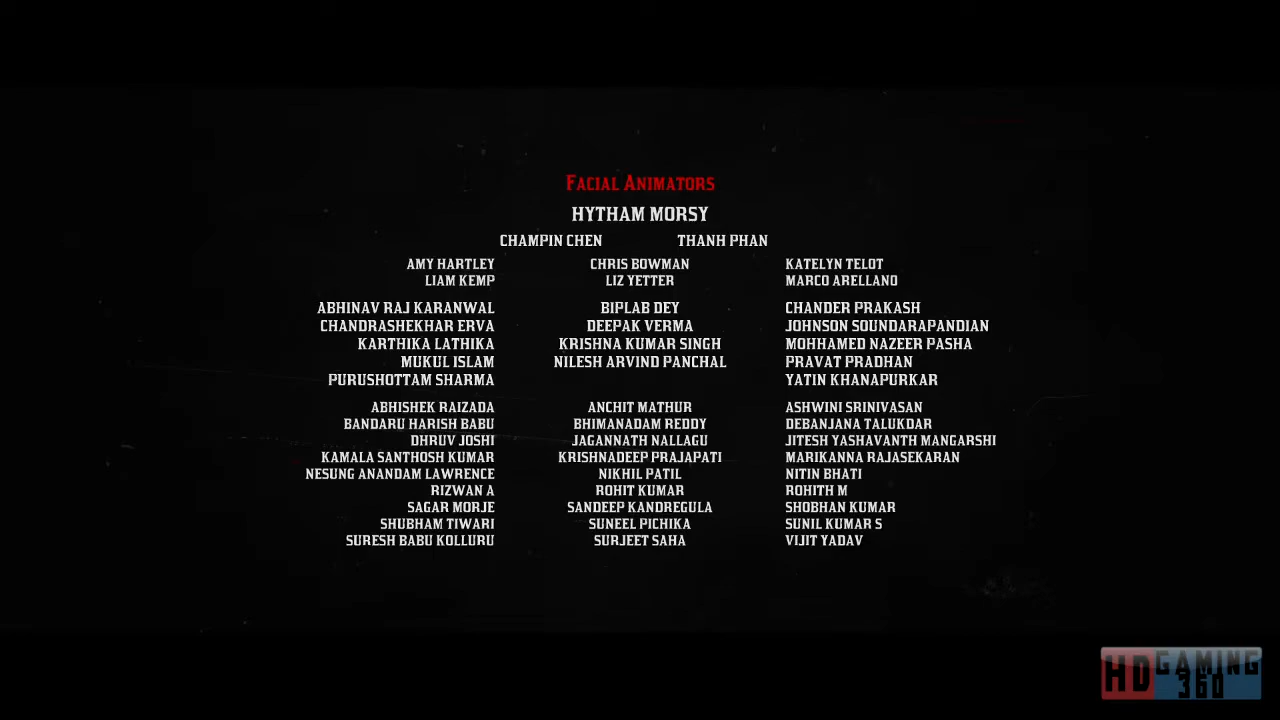 Facial Animators
HYTHAM MORSY
CHAMPIN CHEN THANH PHAN
AMY HARTLEY CHRIS BOWMAN KATELYN TELOT
LIAM KEMP LIZ YETTER MARCO ARELLANO
ABHINAV RAJ KARANWAL BIPLAB DEY CHANDER PRAKASH
CHANDRASHEKHAR ERVA DEEPAK VERMA JOHNSON SOUNDARAPANDIAN
KARTHIKA LATHIKA KRISHNA KUMAR SINGH MOHHAMED NAZEER PASHA
MUKUL ISLAM NILESH ARVIND PANCHAL PRAVAT PRADHAN
PURUSHOTTAM SHARMA YATIN KHANAPURKAR
ABHISHEK RAIZADA ANCHIT MATHUR ASHWINI SRINIVASAN
BANDARU HARISH BABU BHIMANADAM REDDY DEBANJANA TALUKDAR
DHRUV JOSHI JAGANNATH NALLAGU JITESH YASHAVANTH MANGARSHI
KAMALA SANTHOSH KUMAR KRISHNADEEP PRAJAPATI MARIKANNA RAJASEKARAN
NESUNG ANANDAM LAWRENCE NIKHIL PATIL NITIN BHATI
RIZWAN A ROHIT KUMAR ROHITH M
SAGAR MORJE SANDEEP KANDREGULA SHOBHAN KUMAR
SHUBHAM TIWARI SUNEEL PICHIKA SUNIL KUMAR S
SURESH BABU KOLLURU SURJEET SAHA VIJIT YADAV
HD GAMING
360